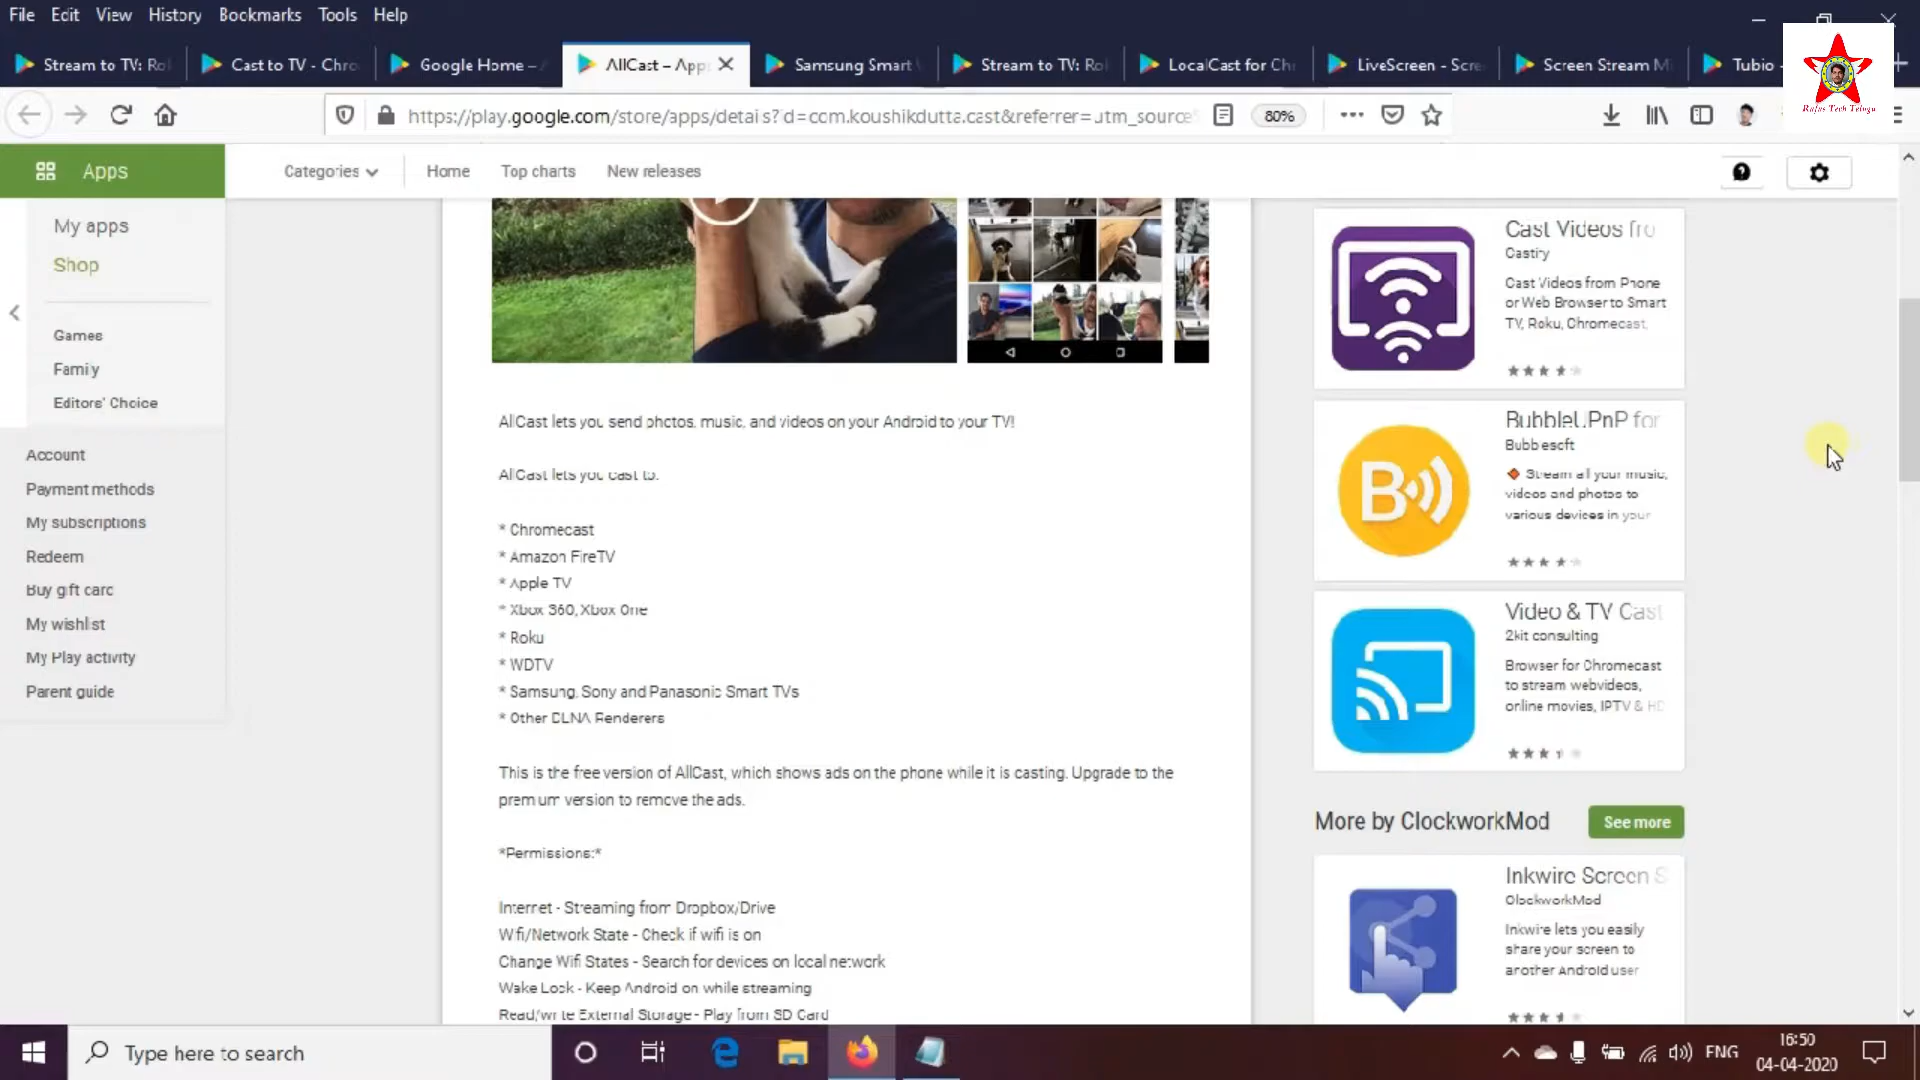 File Edit View History Bookmarks Tools Help
Stream to TV: Ro
Cast to TV - Chro
Google Home –
AllCast – App
Samsung Smart
Stream to TV: Rok
LocalCast for Ch
LiveScreen - Scre
Screen Stream Mi
Tubio -
Rufus Tech Telugu
https://play.google.com/store/apps/details?id=com.koushikdutta.cast&referrer=utm_source
80%
Apps
Categories Home Top charts New releases
My apps
Shop
Games
Family
Editors' Choice
Account
Payment methods
My subscriptions
Redeem
Buy gift card
My wishlist
My Play activity
Parent guide
AllCast lets you send photos, music, and videos on your Android to your TV!
AllCast lets you cast to:
* Chromecast
* Amazon FireTV
* Apple TV
* Xbox 360, Xbox One
* Roku
* WDTV
* Samsung, Sony and Panasonic Smart TVs
* Other DLNA Renderers
This is the free version of AllCast, which shows ads on the phone while it is casting. Upgrade to the
premium version to remove the ads.
*Permissions:*
Internet - Streaming from Dropbox/Drive
Wifi/Network State - Check if wifi is on
Change Wifi States - Search for devices on local network
Wake Lock - Keep Android on while streaming
Read/write External Storage - Play from SD Card
Cast Videos fro
Castify
Cast Videos from Phone
or Web Browser to Smart
TV, Roku, Chromecast,
B
BubbleUPnP for
Bubblesoft
Stream all your music,
videos and photos to
various devices in your
Video & TV Cast
2kit consulting
Browser for Chromecast
to stream webvideos,
online movies, IPTV & HD
More by ClockworkMod
See more
Inkwire Screen S
ClockworkMod
Inkwire lets you easily
share your screen to
another Android user
Type here to search
ENG
16:50
04-04-2020